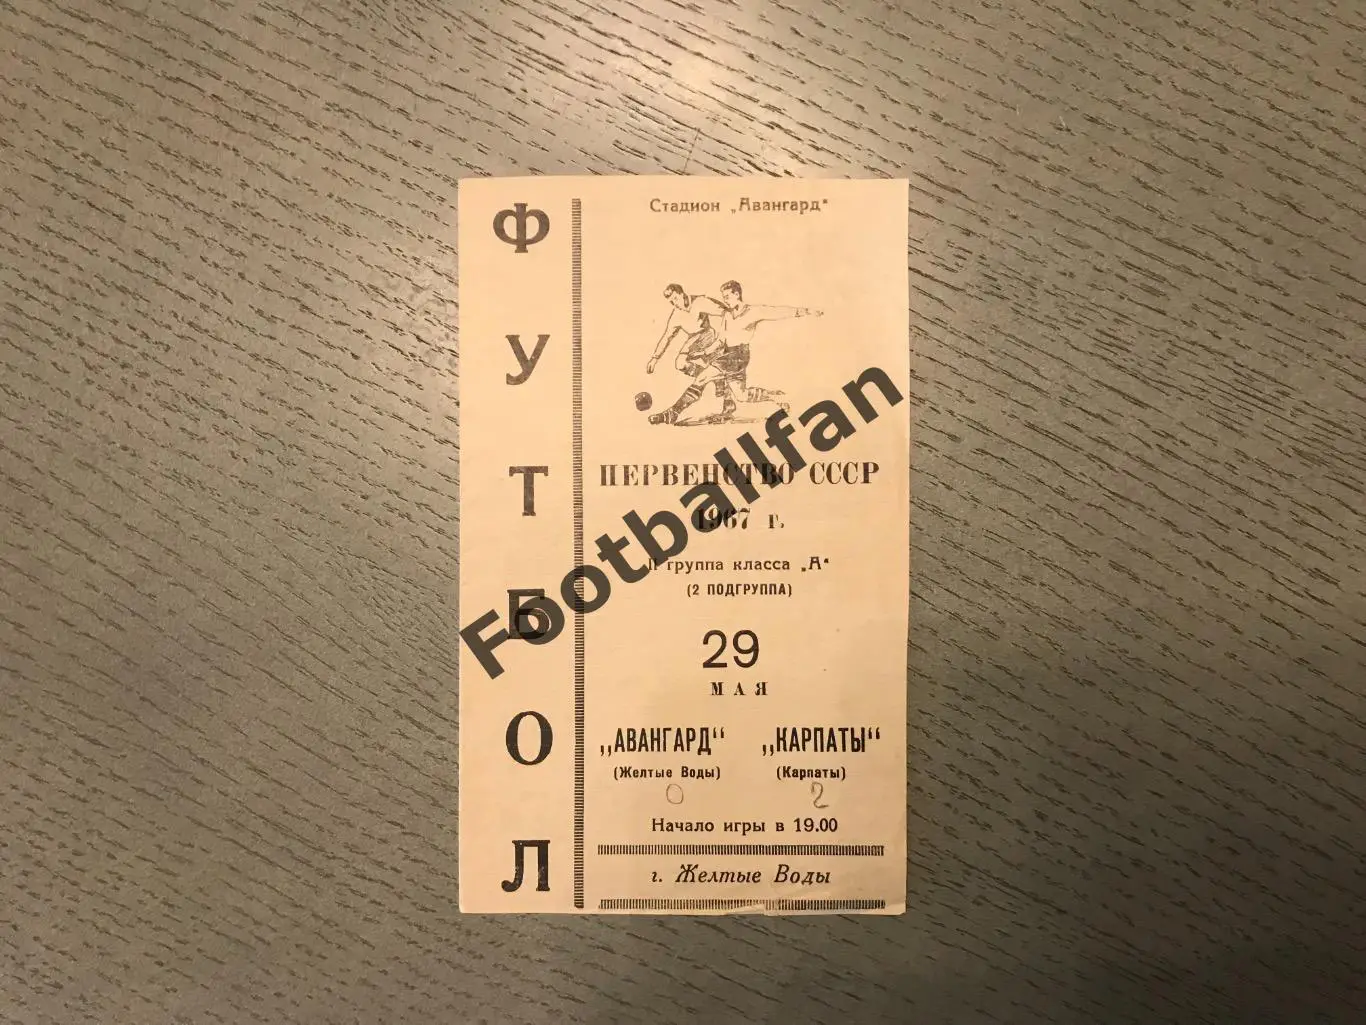 ФУТБОЛ
Стадион „Авангард"
ПЕРВЕНСТВО СССР
1967 г.
II группа класса „А"
(2 ПОДГРУППА)
29
МАЯ
„АВАНГАРД" „КАРПАТЫ"
(Желтые Воды) (Карпаты)
0 2
Начало игры в 19.00
г. Желтые Воды
Footballfan